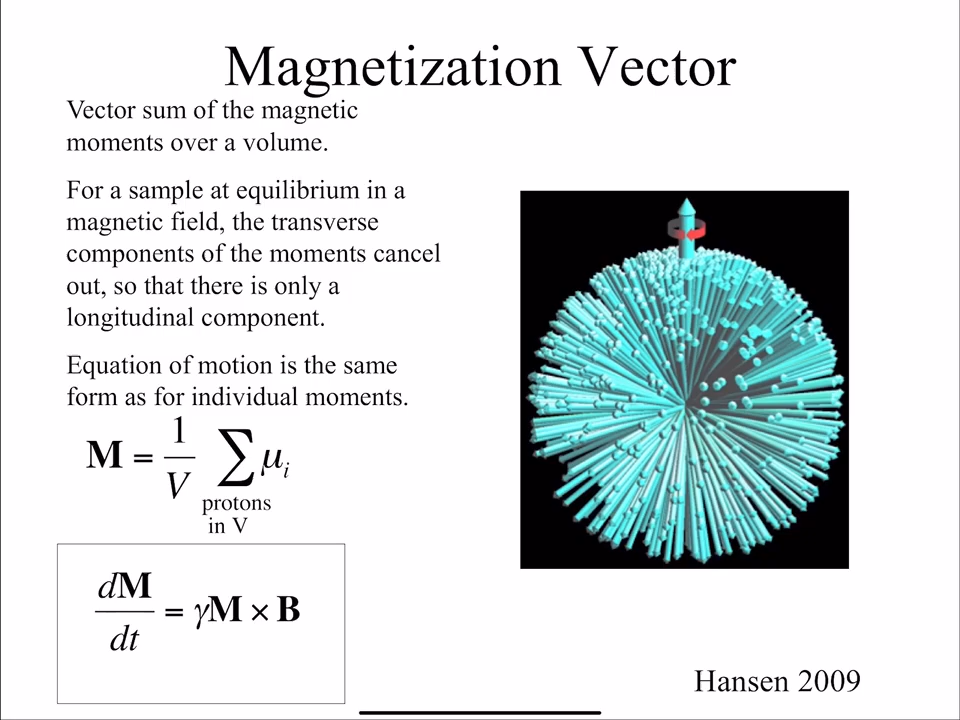 Magnetization Vector
Vector sum of the magnetic
moments over a volume.
For a sample at equilibrium in a
magnetic field, the transverse
components of the moments cancel
out, so that there is only a
longitudinal component.
Equation of motion is the same
form as for individual moments.
M = 1/V ∑ μᵢ
protons
in V
dM/dt = γM × B
Hansen 2009